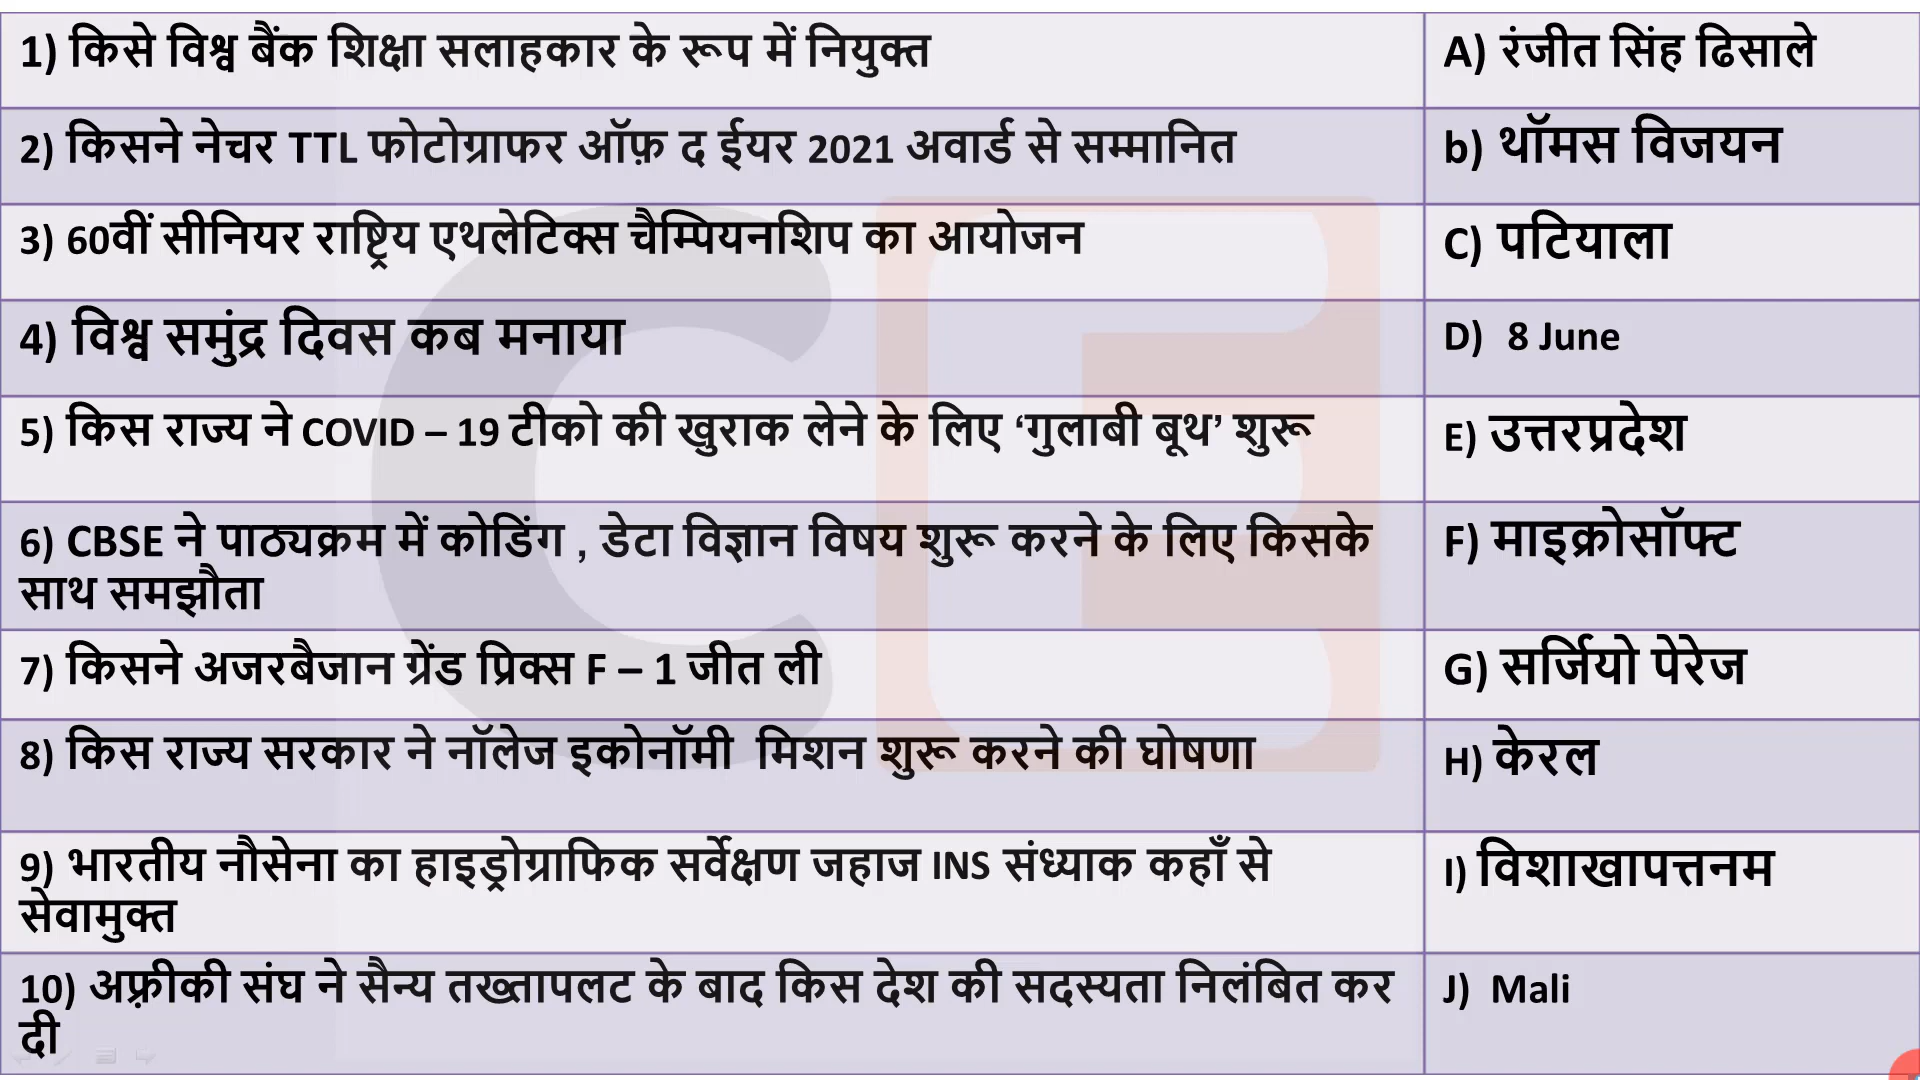 1) किसे विश्व बैंक शिक्षा सलाहकार के रूप में नियुक्त
A) रंजीत सिंह ढिसाले
2) किसने नेचर TTL फोटोग्राफर ऑफ़ द ईयर 2021 अवार्ड से सम्मानित
b) थॉमस विजयन
3) 60वीं सीनियर राष्ट्रिय एथलेटिक्स चैम्पियनशिप का आयोजन
C) पटियाला
4) विश्व समुंद्र दिवस कब मनाया
D) 8 June
5) किस राज्य ने COVID – 19 टीको की खुराक लेने के लिए ‘गुलाबी बूथ’ शुरू
E) उत्तरप्रदेश
6) CBSE ने पाठ्यक्रम में कोडिंग , डेटा विज्ञान विषय शुरू करने के लिए किसके
साथ समझौता
F) माइक्रोसॉफ्ट
7) किसने अजरबैजान ग्रेंड प्रिक्स F – 1 जीत ली
G) सर्जियो पेरेज
8) किस राज्य सरकार ने नॉलेज इकोनॉमी मिशन शुरू करने की घोषणा
H) केरल
9) भारतीय नौसेना का हाइड्रोग्राफिक सर्वेक्षण जहाज INS संध्याक कहाँ से
सेवामुक्त
I) विशाखापत्तनम
10) अफ़्रीकी संघ ने सैन्य तख्तापलट के बाद किस देश की सदस्यता निलंबित कर
दी
J) Mali